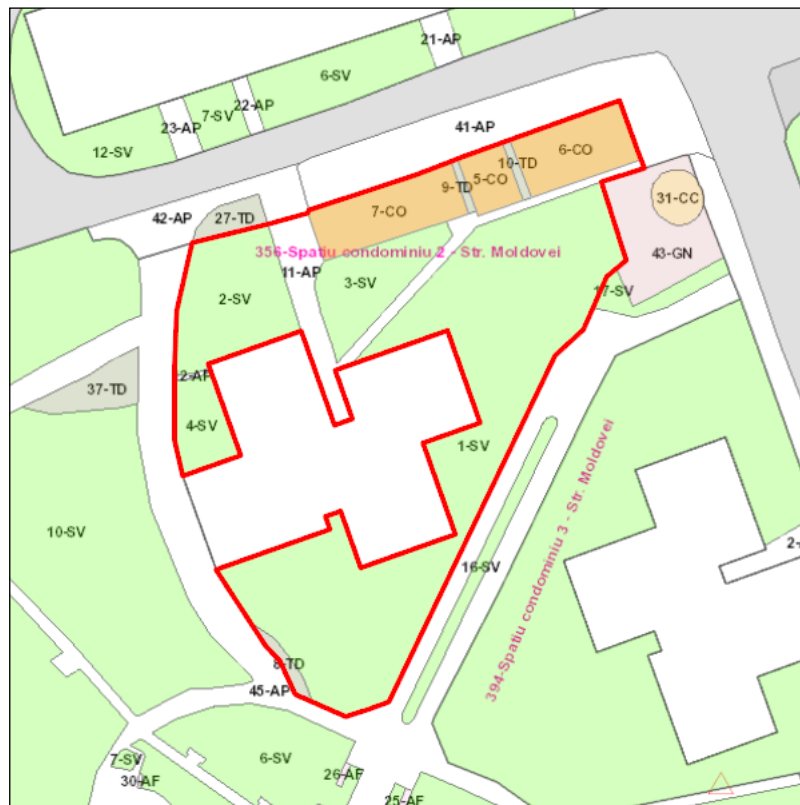 21-AP
6-SV
22-AP
7-SV
23-AP
12-SV
41-AP
10-TD
6-CO
9-TD
5-CO
7-CO
31-CC
42-AP
27-TD
43-GN
356-Spatiu condominiu 2 - Str. Moldovei
11-AP
3-SV
17-SV
2-SV
2-AP
37-TD
4-SV
1-SV
10-SV
16-SV
394-Spatiu condominiu 3 - Str. Moldovei
8-TD
45-AP
7-SV
6-SV
30-AF
26-AF
25-AF